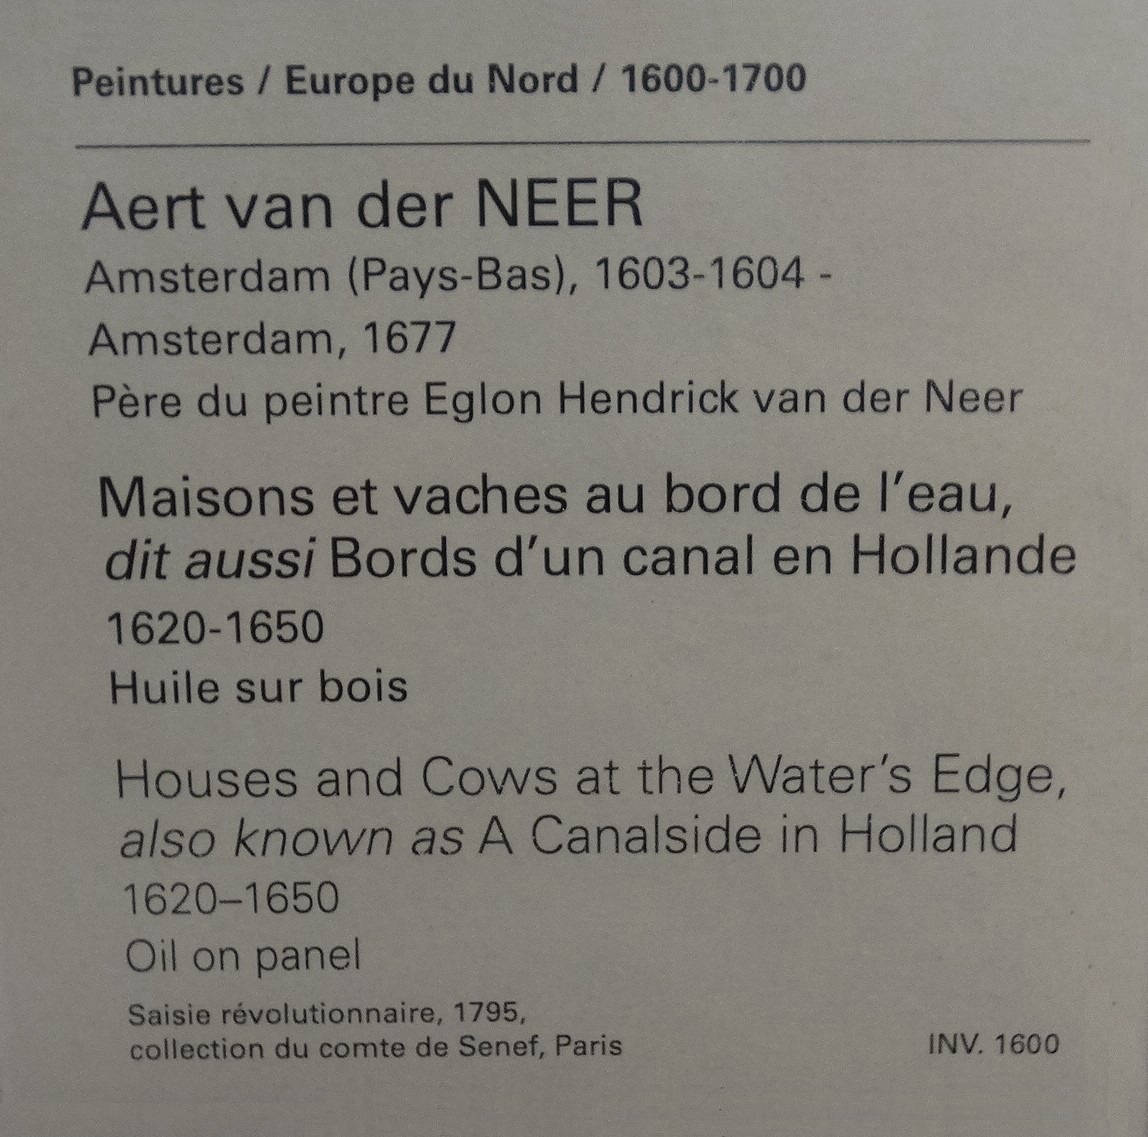 Peintures / Europe du Nord / 1600-1700
Aert van der NEER
Amsterdam (Pays-Bas), 1603-1604 -
Amsterdam, 1677
Père du peintre Eglon Hendrick van der Neer
Maisons et vaches au bord de l'eau,
dit aussi Bords d'un canal en Hollande
1620-1650
Huile sur bois
Houses and Cows at the Water's Edge,
also known as A Canalside in Holland
1620–1650
Oil on panel
Saisie révolutionnaire, 1795,
collection du comte de Senef, Paris
INV. 1600